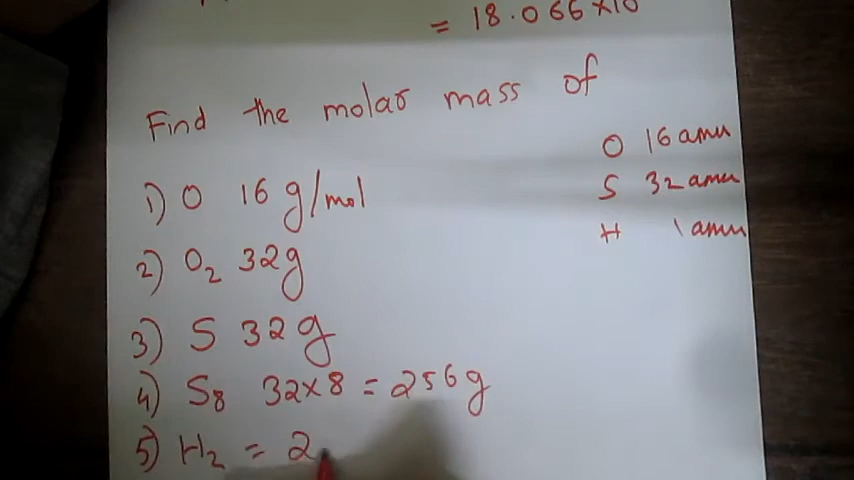 = 18.066×10
Find the molar mass of
O 16 amu
S 32 amu
H 1 amu
1) O 16 g/mol
2) O₂ 32g
3) S 32g
4) S₈ 32×8 = 256g
5) H₂ = 2